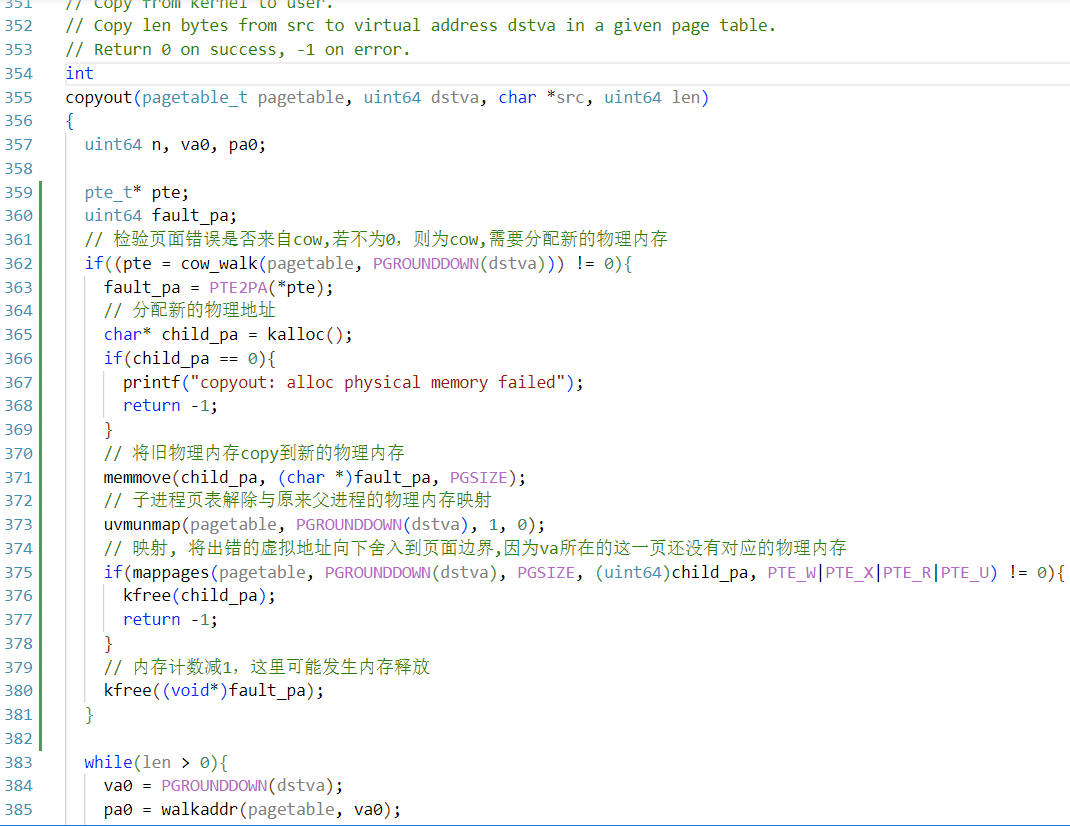 351 // Copy from kernel to user.
352 // Copy len bytes from src to virtual address dstva in a given page table.
353 // Return 0 on success, -1 on error.
354 int
355 copyout(pagetable_t pagetable, uint64 dstva, char *src, uint64 len)
356 {
357   uint64 n, va0, pa0;
358
359   pte_t* pte;
360   uint64 fault_pa;
361   // 检验页面错误是否来自cow,若不为0，则为cow,需要分配新的物理内存
362   if((pte = cow_walk(pagetable, PGROUNDDOWN(dstva))) != 0){
363     fault_pa = PTE2PA(*pte);
364     // 分配新的物理地址
365     char* child_pa = kalloc();
366     if(child_pa == 0){
367       printf("copyout: alloc physical memory failed");
368       return -1;
369     }
370     // 将旧物理内存copy到新的物理内存
371     memmove(child_pa, (char *)fault_pa, PGSIZE);
372     // 子进程页表解除与原来父进程的物理内存映射
373     uvmunmap(pagetable, PGROUNDDOWN(dstva), 1, 0);
374     // 映射, 将出错的虚拟地址向下舍入到页面边界,因为va所在的这一页还没有对应的物理内存
375     if(mappages(pagetable, PGROUNDDOWN(dstva), PGSIZE, (uint64)child_pa, PTE_W|PTE_X|PTE_R|PTE_U) != 0){
376       kfree(child_pa);
377       return -1;
378     }
379     // 内存计数减1，这里可能发生内存释放
380     kfree((void*)fault_pa);
381   }
382
383   while(len > 0){
384     va0 = PGROUNDDOWN(dstva);
385     pa0 = walkaddr(pagetable, va0);